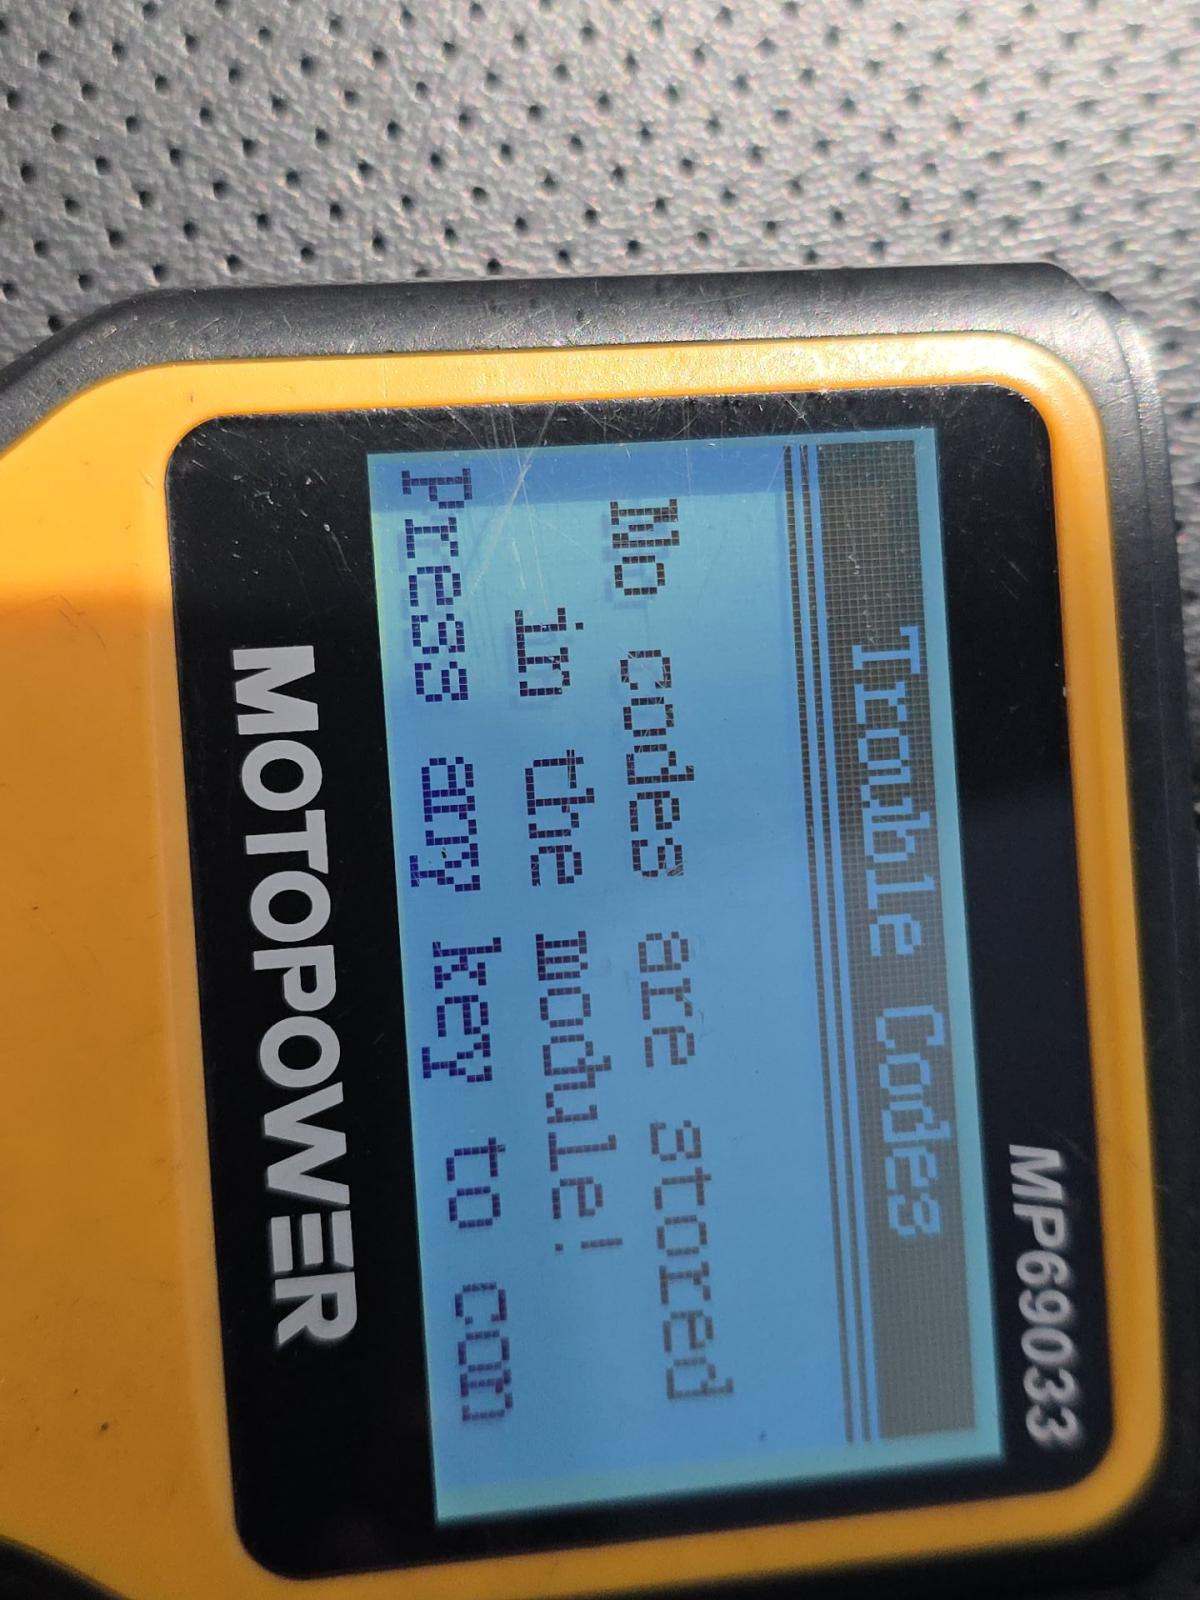 MP69033
Trouble Codes
No codes are stored
in the module!
Press any key to con
MOTOPOWER